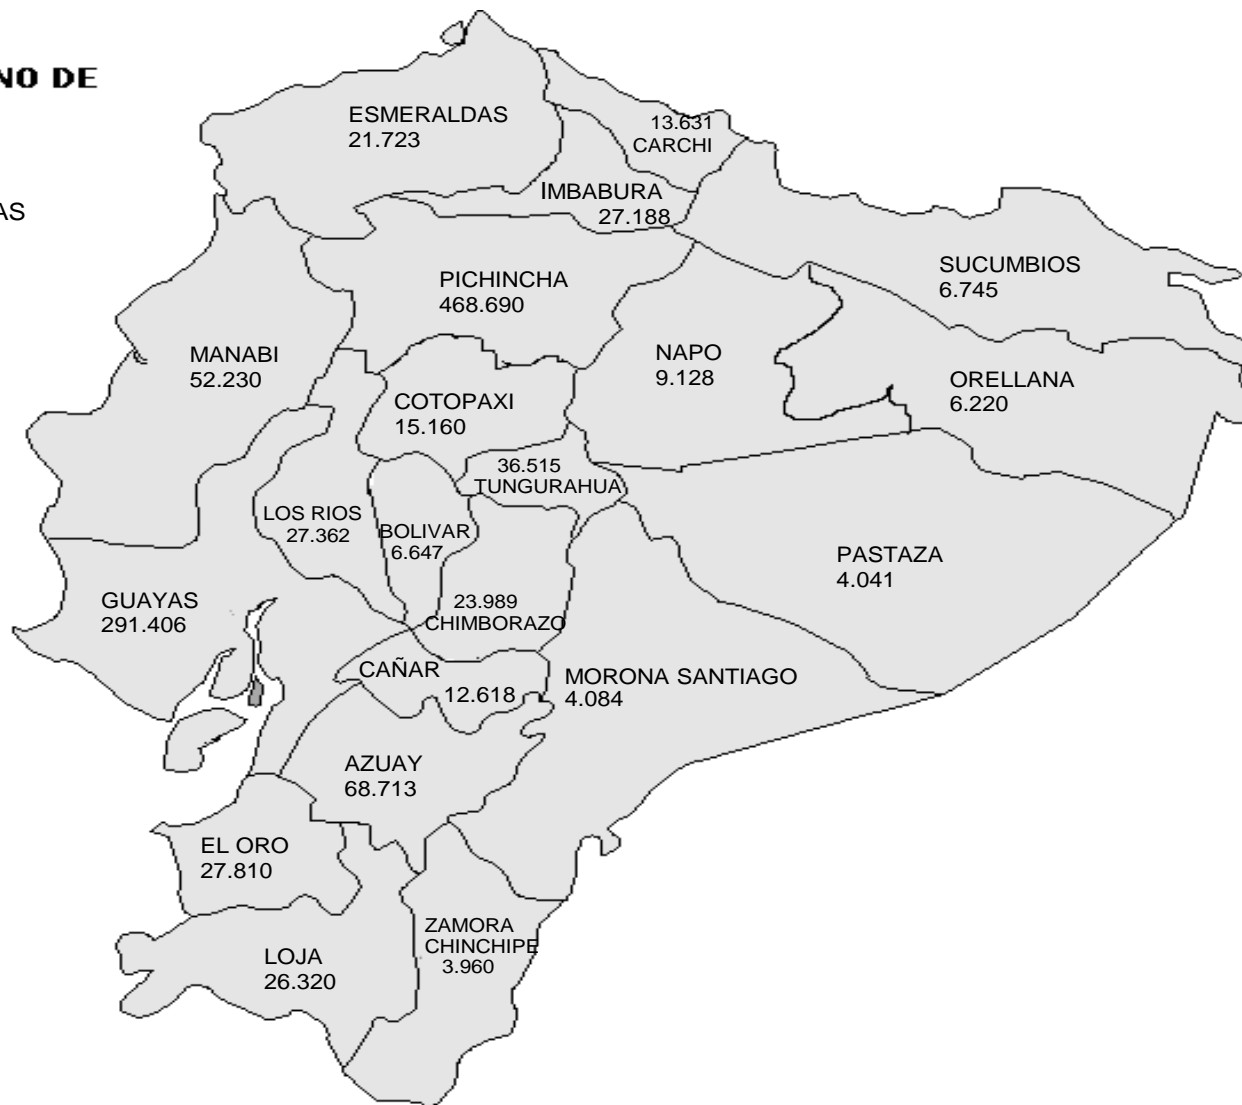 NO DE
AS
ESMERALDAS
21.723
13.631
CARCHI
IMBABURA
27.188
SUCUMBIOS
6.745
PICHINCHA
468.690
MANABI
52.230
NAPO
9.128
ORELLANA
6.220
COTOPAXI
15.160
36.515
TUNGURAHUA
LOS RIOS
27.362
BOLIVAR
6.647
PASTAZA
4.041
GUAYAS
291.406
23.989
CHIMBORAZO
CAÑAR
12.618
MORONA SANTIAGO
4.084
AZUAY
68.713
EL ORO
27.810
ZAMORA
CHINCHIPE
3.960
LOJA
26.320